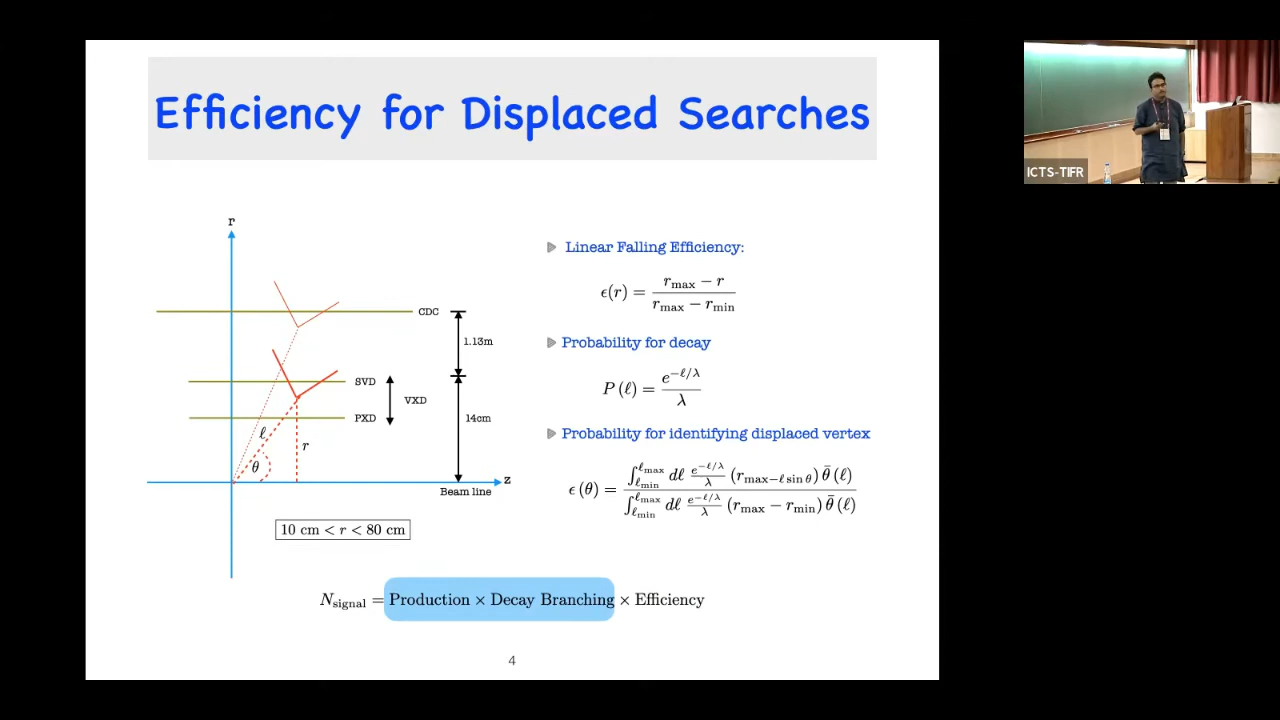 Efficiency for Displaced Searches
r
CDC
1.13m
SVD
VXD
PXD
14cm
ℓ
r
θ
z
Beam line
10 cm < r < 80 cm
Linear Falling Efficiency:
ϵ(r) = (r_max − r) / (r_max − r_min)
Probability for decay
P (ℓ) = e^{−ℓ/λ} / λ
Probability for identifying displaced vertex
ϵ (θ) = ∫_{ℓ_min}^{ℓ_max} dℓ (e^{−ℓ/λ} / λ) (r_{max−ℓ sin θ}) θ̄ (ℓ) / ∫_{ℓ_min}^{ℓ_max} dℓ (e^{−ℓ/λ} / λ) (r_max − r_min) θ̄ (ℓ)
N_signal = Production × Decay Branching × Efficiency
4
ICTS-TIFR